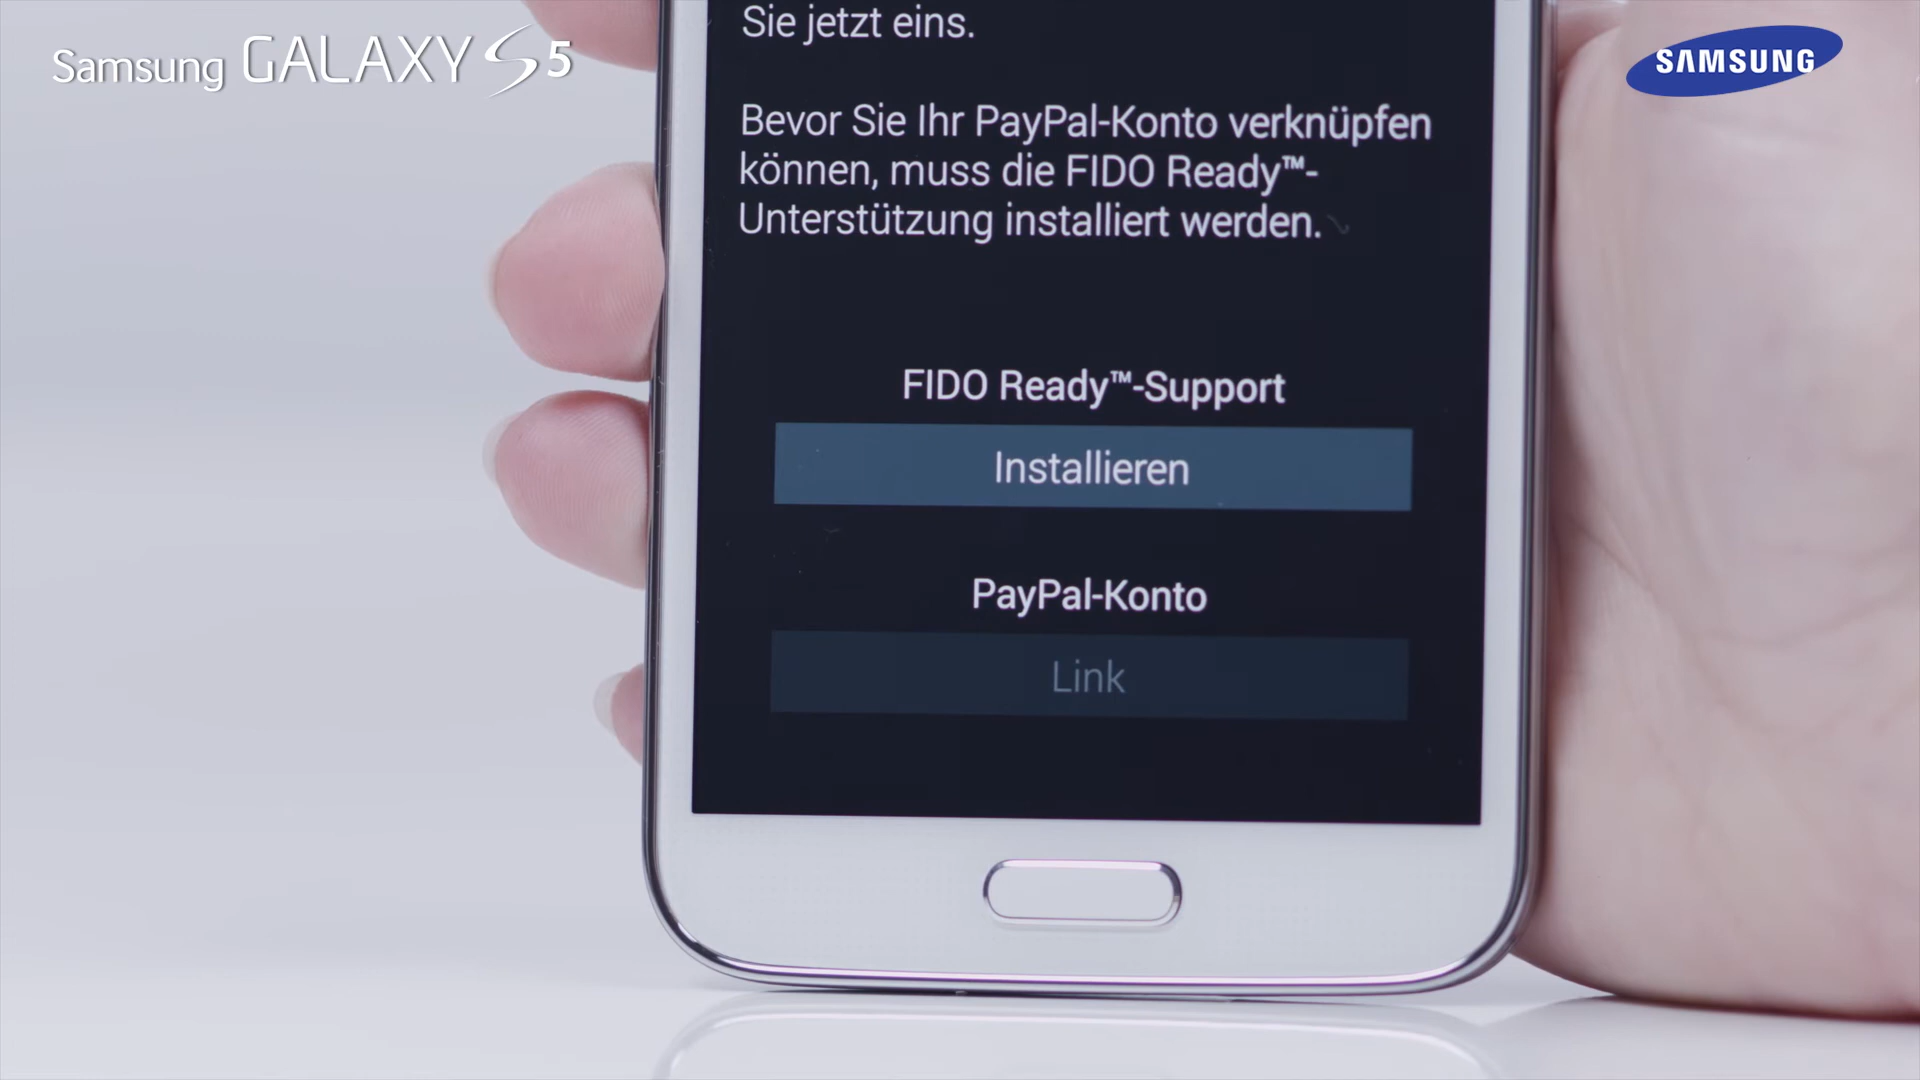 Samsung GALAXY S5
SAMSUNG
Sie jetzt eins.
Bevor Sie Ihr PayPal-Konto verknüpfen
können, muss die FIDO Ready™-
Unterstützung installiert werden.
FIDO Ready™-Support
Installieren
PayPal-Konto
Link